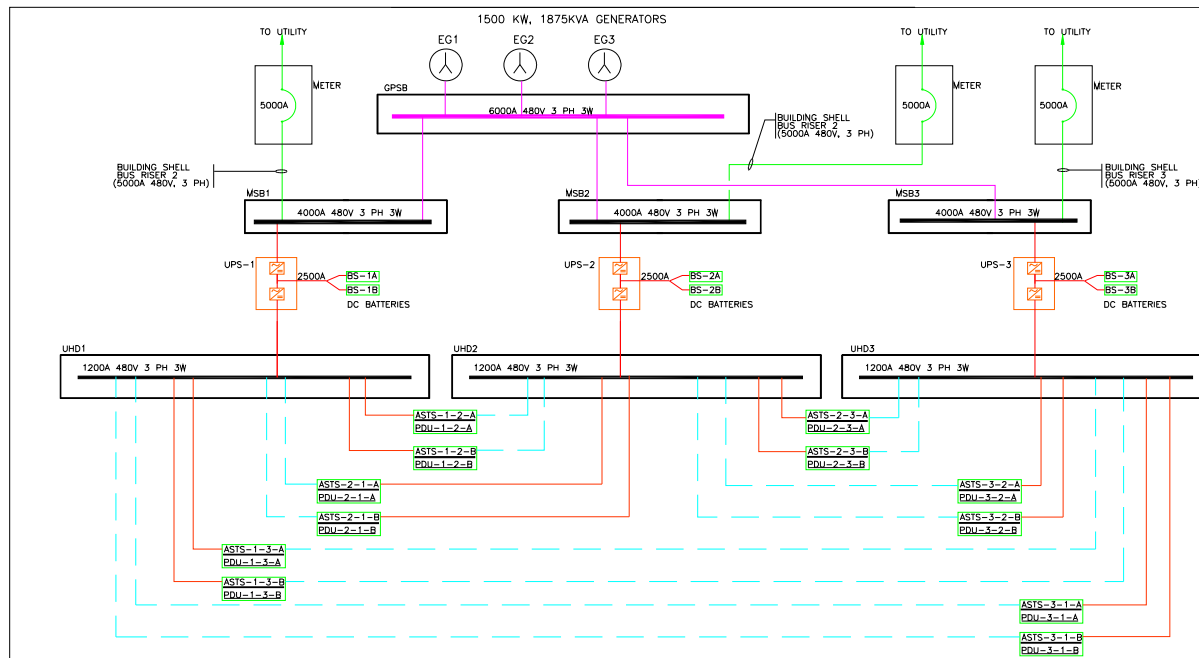 1500 KW, 1875KVA GENERATORS
TO UTILITY
EG1
EG2
EG3
TO UTILITY
TO UTILITY
METER
5000A
GPSB
6000A 480V 3 PH 3W
METER
5000A
METER
5000A
BUILDING SHELL
BUS RISER 2
(5000A 480V, 3 PH)
BUILDING SHELL
BUS RISER 2
(5000A 480V, 3 PH)
BUILDING SHELL
BUS RISER 3
(5000A 480V, 3 PH)
MSB1
4000A 480V 3 PH 3W
MSB2
4000A 480V 3 PH 3W
MSB3
4000A 480V 3 PH 3W
UPS-1
2500A
BS-1A
BS-1B
DC BATTERIES
UPS-2
2500A
BS-2A
BS-2B
DC BATTERIES
UPS-3
2500A
BS-3A
BS-3B
DC BATTERIES
UHD1
1200A 480V 3 PH 3W
UHD2
1200A 480V 3 PH 3W
UHD3
1200A 480V 3 PH 3W
ASTS-1-2-A
PDU-1-2-A
ASTS-2-3-A
PDU-2-3-A
ASTS-1-2-B
PDU-1-2-B
ASTS-2-3-B
PDU-2-3-B
ASTS-2-1-A
PDU-2-1-A
ASTS-3-2-A
PDU-3-2-A
ASTS-2-1-B
PDU-2-1-B
ASTS-3-2-B
PDU-3-2-B
ASTS-1-3-A
PDU-1-3-A
ASTS-1-3-B
PDU-1-3-B
ASTS-3-1-A
PDU-3-1-A
ASTS-3-1-B
PDU-3-1-B